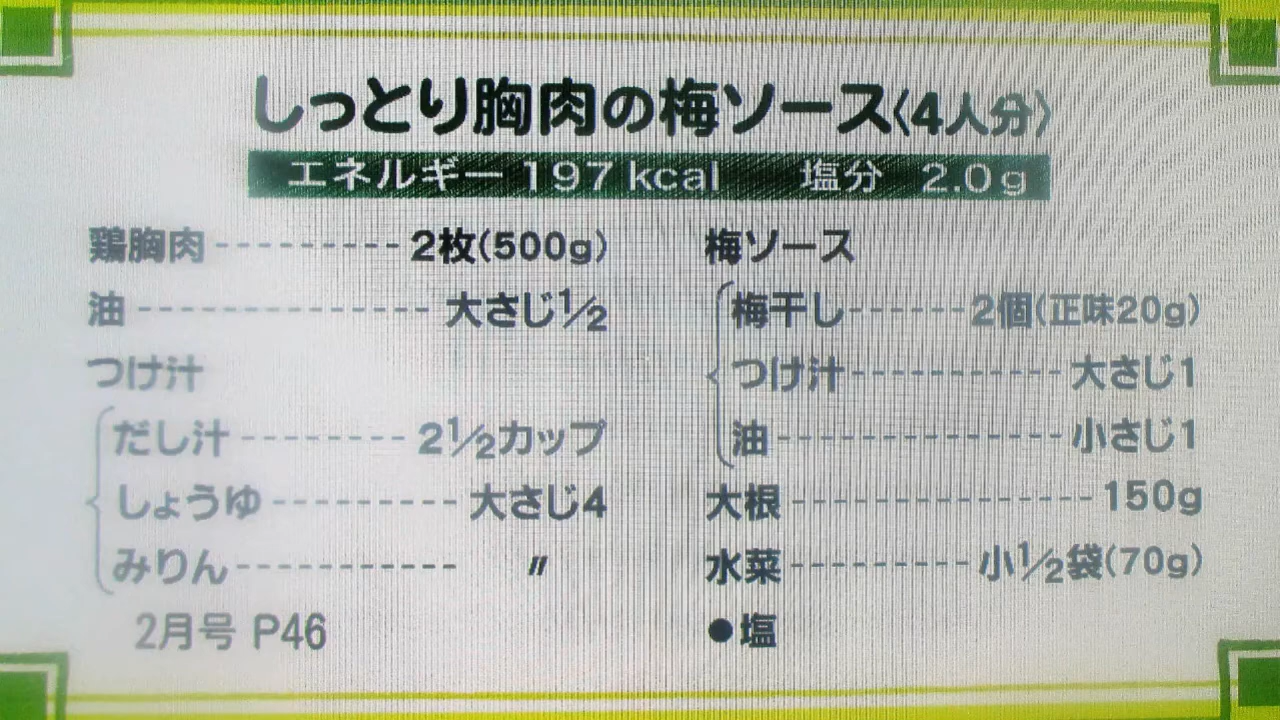 しっとり胸肉の梅ソース〈4人分〉
エネルギー 197 kcal 塩分 2.0g
鶏胸肉---------2枚(500g)
油--------------大さじ1/2
つけ汁
だし汁--------2 1/2カップ
しょうゆ---------大さじ4
みりん----------- 〃
2月号 P46
梅ソース
梅干し------2個(正味20g)
つけ汁-----------大さじ1
油--------------小さじ1
大根---------------150g
水菜---------小1/2袋(70g)
●塩